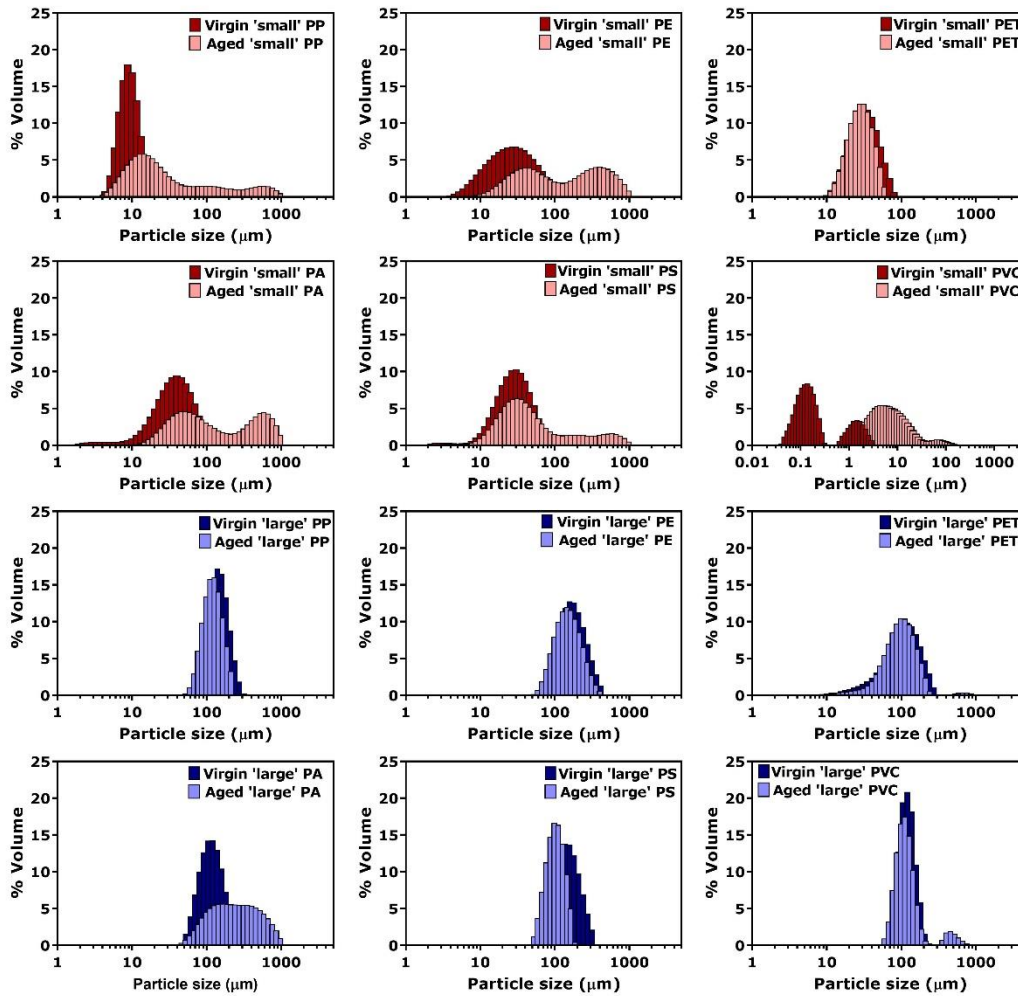 Virgin 'small' PP
Aged 'small' PP
% Volume
25
20
15
10
5
0
1 10 100 1000
Particle size (μm)
Virgin 'small' PE
Aged 'small' PE
% Volume
25
20
15
10
5
0
1 10 100 1000
Particle size (μm)
Virgin 'small' PET
Aged 'small' PET
% Volume
25
20
15
10
5
0
1 10 100 1000
Particle size (μm)
Virgin 'small' PA
Aged 'small' PA
% Volume
25
20
15
10
5
0
1 10 100 1000
Particle size (μm)
Virgin 'small' PS
Aged 'small' PS
% Volume
25
20
15
10
5
0
1 10 100 1000
Particle size (μm)
Virgin 'small' PVC
Aged 'small' PVC
% Volume
25
20
15
10
5
0
0.01 0.1 1 10 100 1000
Particle size (μm)
Virgin 'large' PP
Aged 'large' PP
% Volume
25
20
15
10
5
0
1 10 100 1000
Particle size (μm)
Virgin 'large' PE
Aged 'large' PE
% Volume
25
20
15
10
5
0
1 10 100 1000
Particle size (μm)
Virgin 'large' PET
Aged 'large' PET
% Volume
25
20
15
10
5
0
1 10 100 1000
Particle size (μm)
Virgin 'large' PA
Aged 'large' PA
% Volume
25
20
15
10
5
0
1 10 100 1000
Particle size (μm)
Virgin 'large' PS
Aged 'large' PS
% Volume
25
20
15
10
5
0
1 10 100 1000
Particle size (μm)
Virgin 'large' PVC
Aged 'large' PVC
% Volume
25
20
15
10
5
0
1 10 100 1000
Particle size (μm)